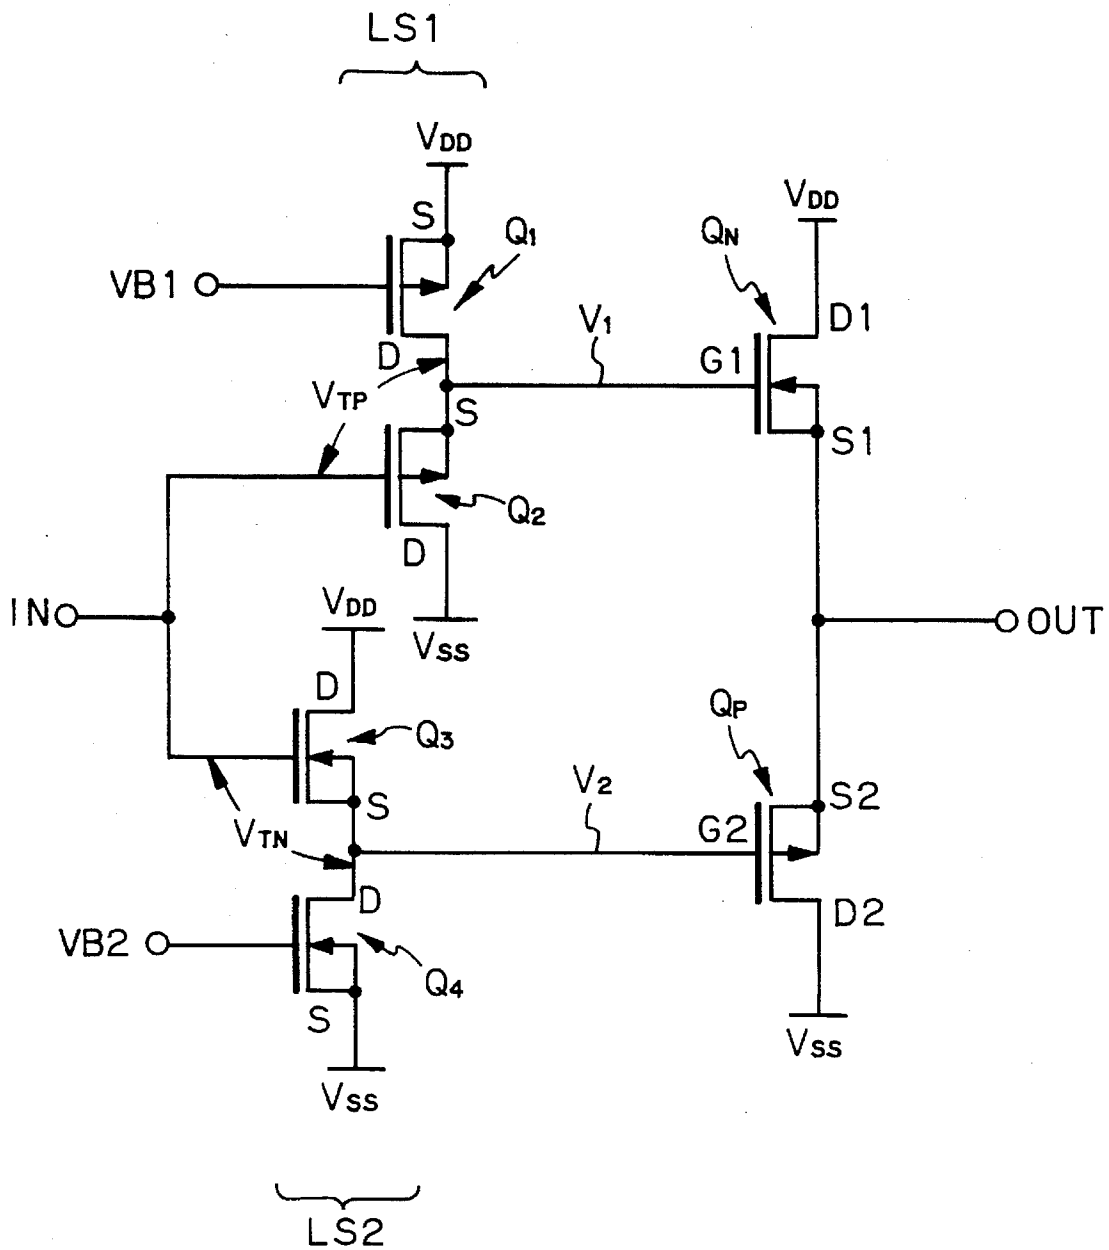 LS1
VDD
S
Q1
VB1
D
VTP
V1
VDD
QN
D1
G1
S1
S
Q2
D
VSS
IN
OUT
VDD
D
Q3
S
VTN
V2
QP
S2
G2
D2
VSS
D
VB2
Q4
S
VSS
LS2